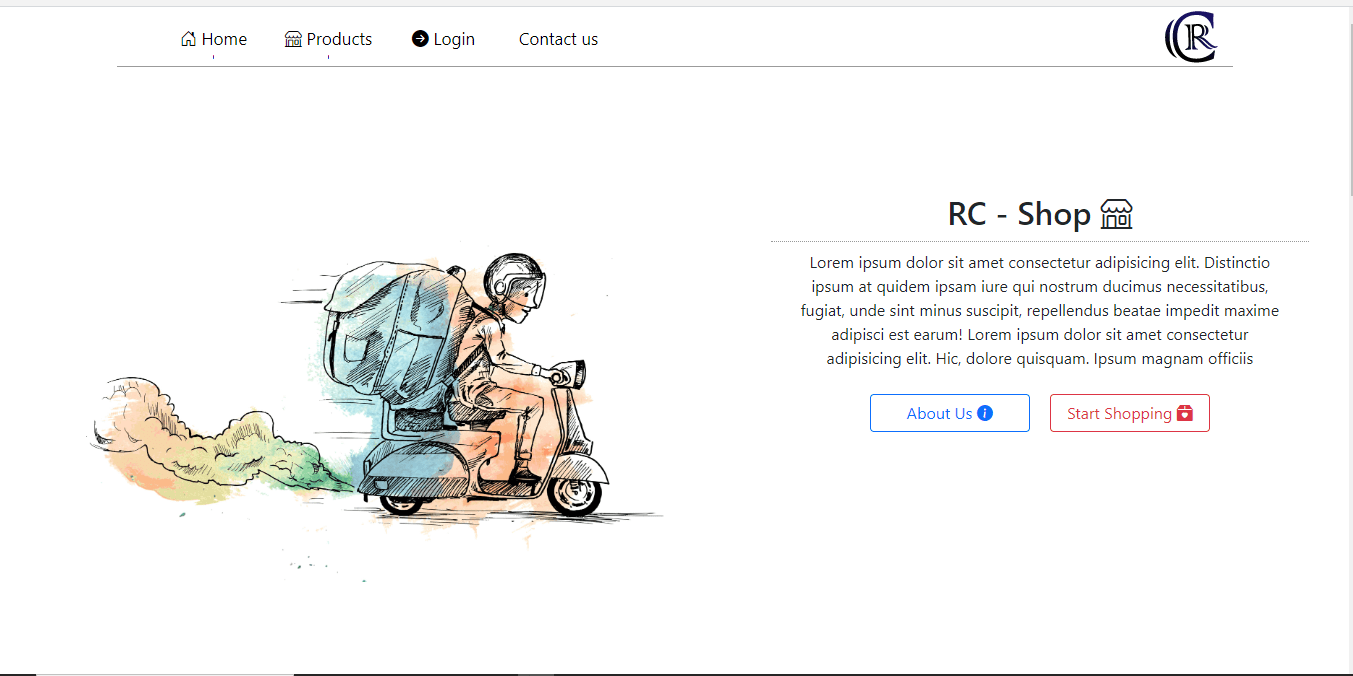 Home Products Login Contact us
RC
RC - Shop
Lorem ipsum dolor sit amet consectetur adipisicing elit. Distinctio
ipsum at quidem ipsam iure qui nostrum ducimus necessitatibus,
fugiat, unde sint minus suscipit, repellendus beatae impedit maxime
adipisci est earum! Lorem ipsum dolor sit amet consectetur
adipisicing elit. Hic, dolore quisquam. Ipsum magnam officiis
About Us Start Shopping